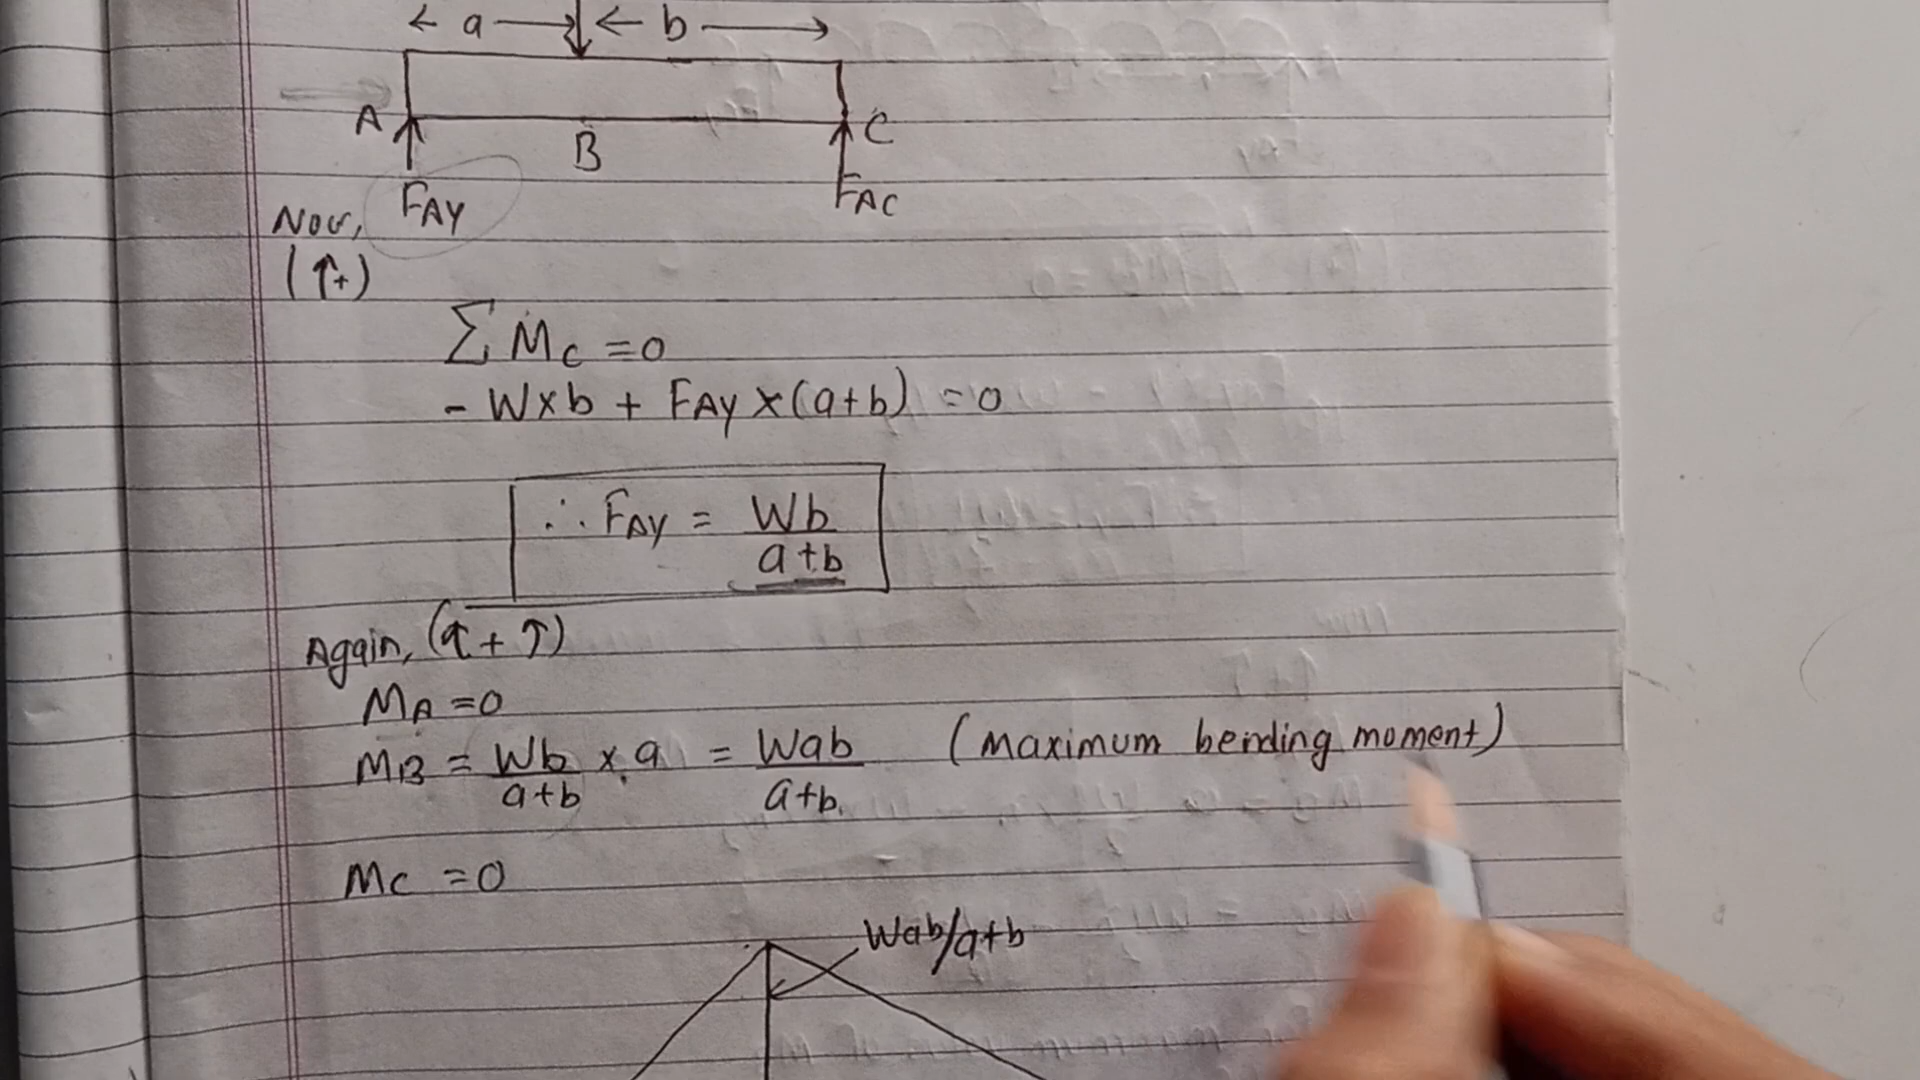 ← a → ← b →
A B C
FAY FAC
Now,
(↑+)
∑ Mc = 0
- W×b + FAY × (a+b) = 0
∴ FAY = Wb/a+b
Again, (↰ + ↑)
MA = 0
MB = Wb/a+b × a = Wab/a+b (maximum bending moment)
Mc = 0
Wab/a+b